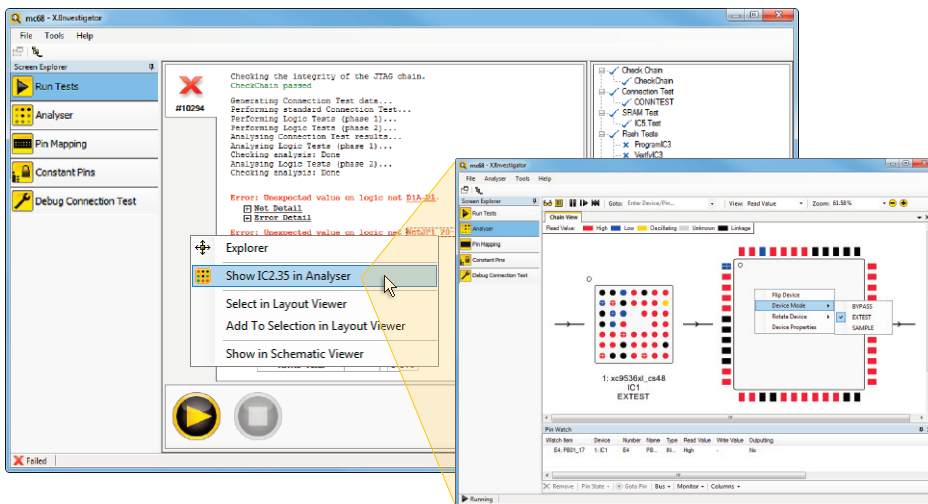 mc68 - XJInvestigator
File Tools Help
Screen Explorer
Run Tests
Analyser
Pin Mapping
Constant Pins
Debug Connection Test
#10294
Checking the integrity of the JTAG chain.
CheckChain passed
Generating Connection Test data...
Performing standard Connection Test...
Performing Logic Tests (phase 1)...
Performing Logic Tests (phase 2)...
Analysing Connection Test results...
Analysing Logic Tests (phase 1)...
Checking analysis: Done
Analysing Logic Tests (phase 2)...
Checking analysis: Done
Error: Unexpected value on logic net D1A.D1.
Net Detail
Error Detail
Error: Unexpected value on logic net
Check Chain
CheckChain
Connection Test
CONNTEST
SRAM Test
IC5.Test
Flash Tests
ProgramIC3
VerifyIC3
Explorer
Show IC2.35 in Analyser
Select in Layout Viewer
Add To Selection in Layout Viewer
Show in Schematic Viewer
Failed
mc68 - XJInvestigator
File Analyser Tools Help
Screen Explorer
Run Tests
Analyser
Pin Mapping
Constant Pins
Debug Connection Test
Goto: Enter Device/Pin... View: Read Value Zoom: 61.58%
Chain View
Read Value: High Low Oscillating Unknown Linkage
Flip Device
Device Mode
Rotate Device
Device Properties
BYPASS
EXTEST
SAMPLE
1: xc9536xl_cs48
IC1
EXTEST
Pin Watch
Watch Item Device Number Name Type Read Value Write Value Outputing
E4; PB01_17 1: IC1 E4 PB... IN... High - No
Remove Pin State Goto Pin Bus Monitor Columns
Running